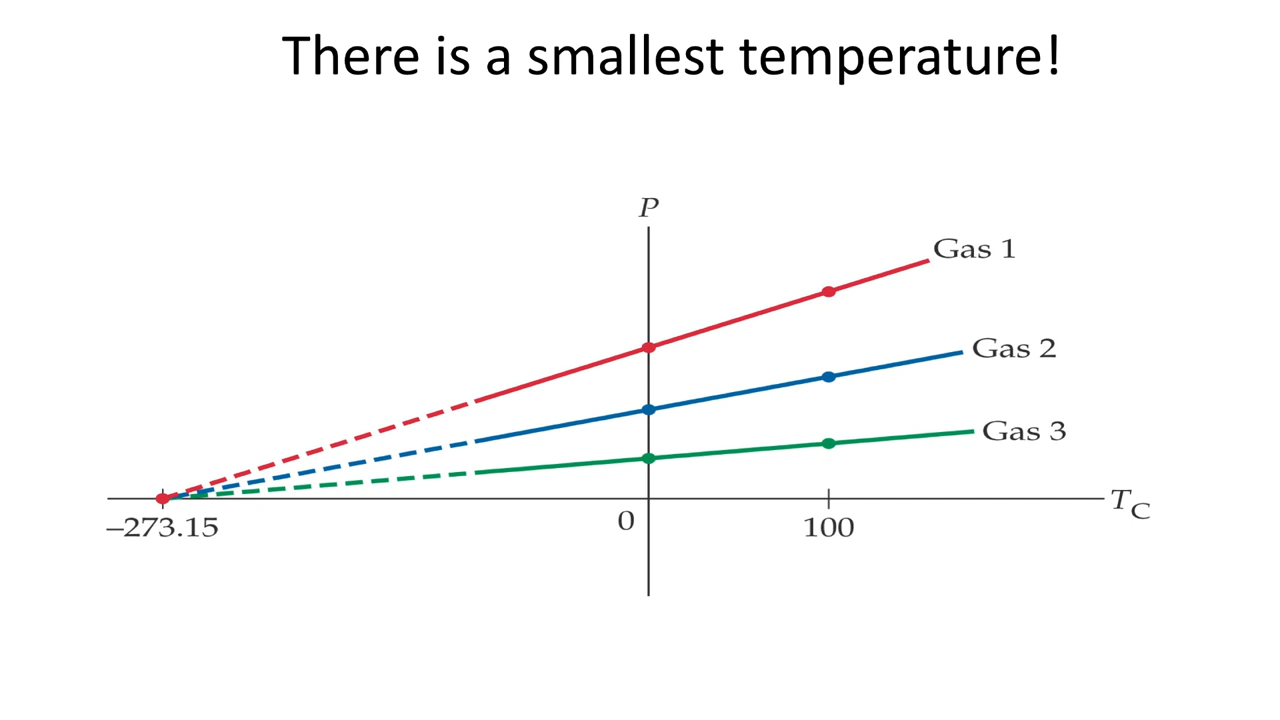 There is a smallest temperature!
P
Gas 1
Gas 2
Gas 3
–273.15
0
100
T_C